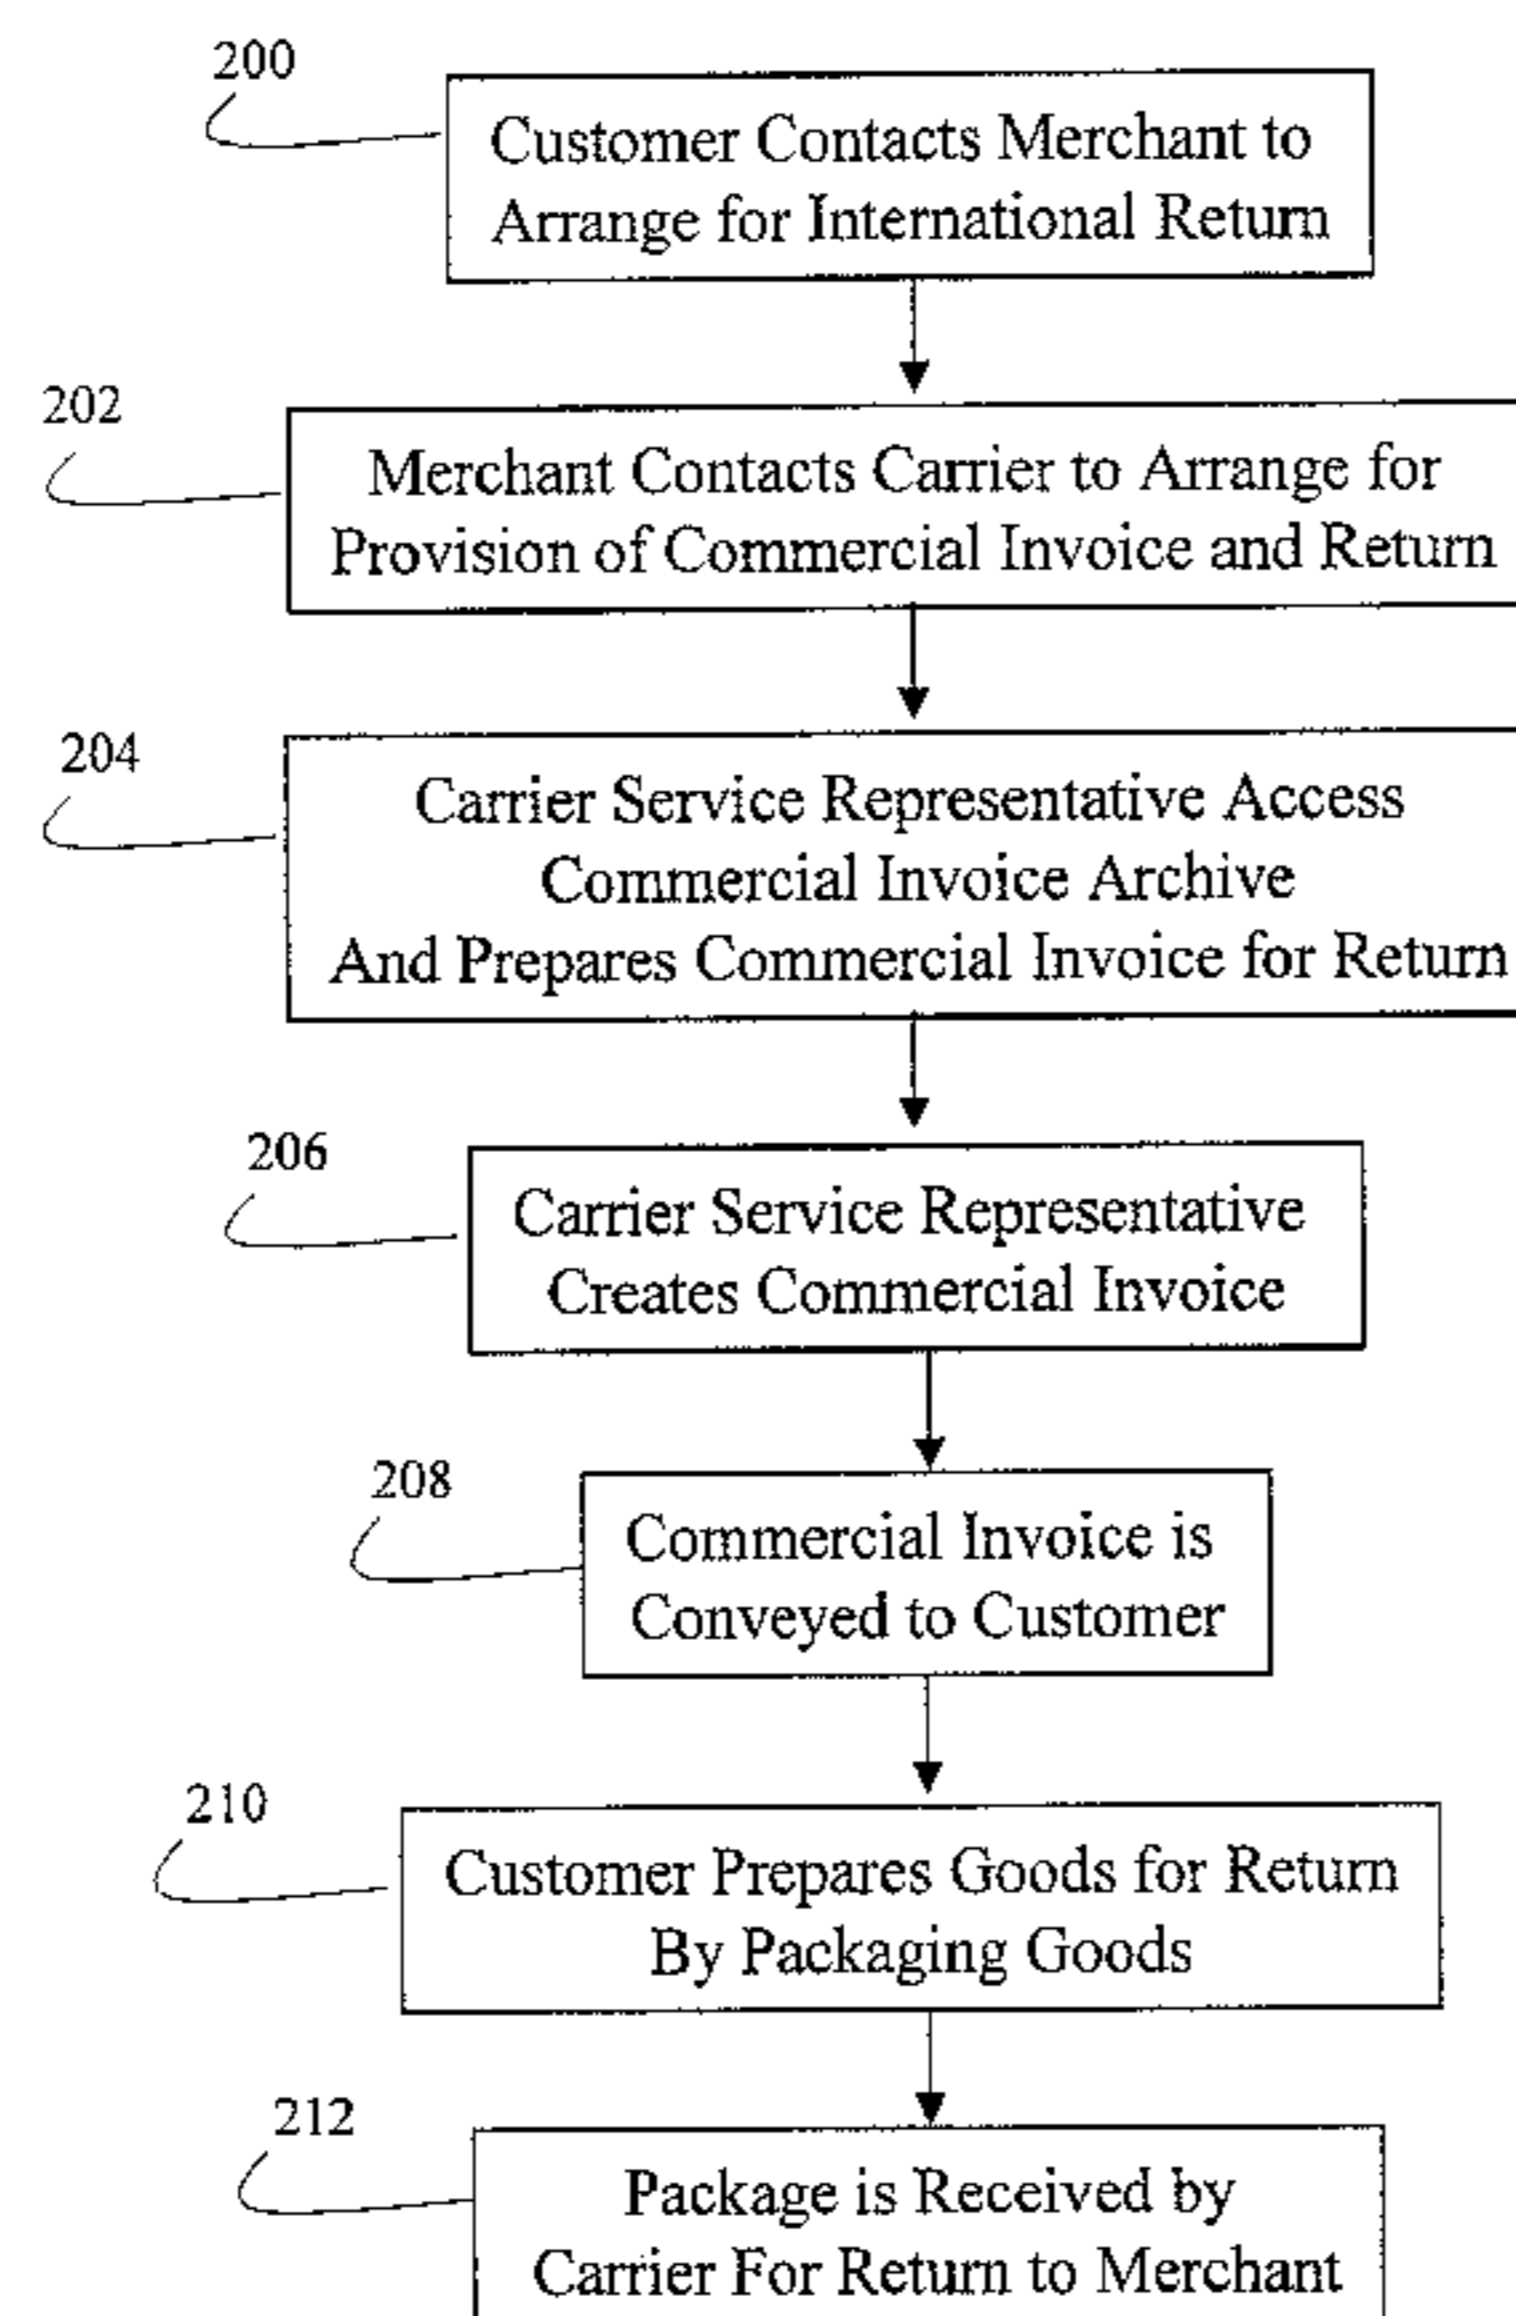 200
Customer Contacts Merchant to
Arrange for International Return
202
Merchant Contacts Carrier to Arrange for
Provision of Commercial Invoice and Return
204
Carrier Service Representative Access
Commercial Invoice Archive
And Prepares Commercial Invoice for Return
206
Carrier Service Representative
Creates Commercial Invoice
208
Commercial Invoice is
Conveyed to Customer
210
Customer Prepares Goods for Return
By Packaging Goods
212
Package is Received by
Carrier For Return to Merchant